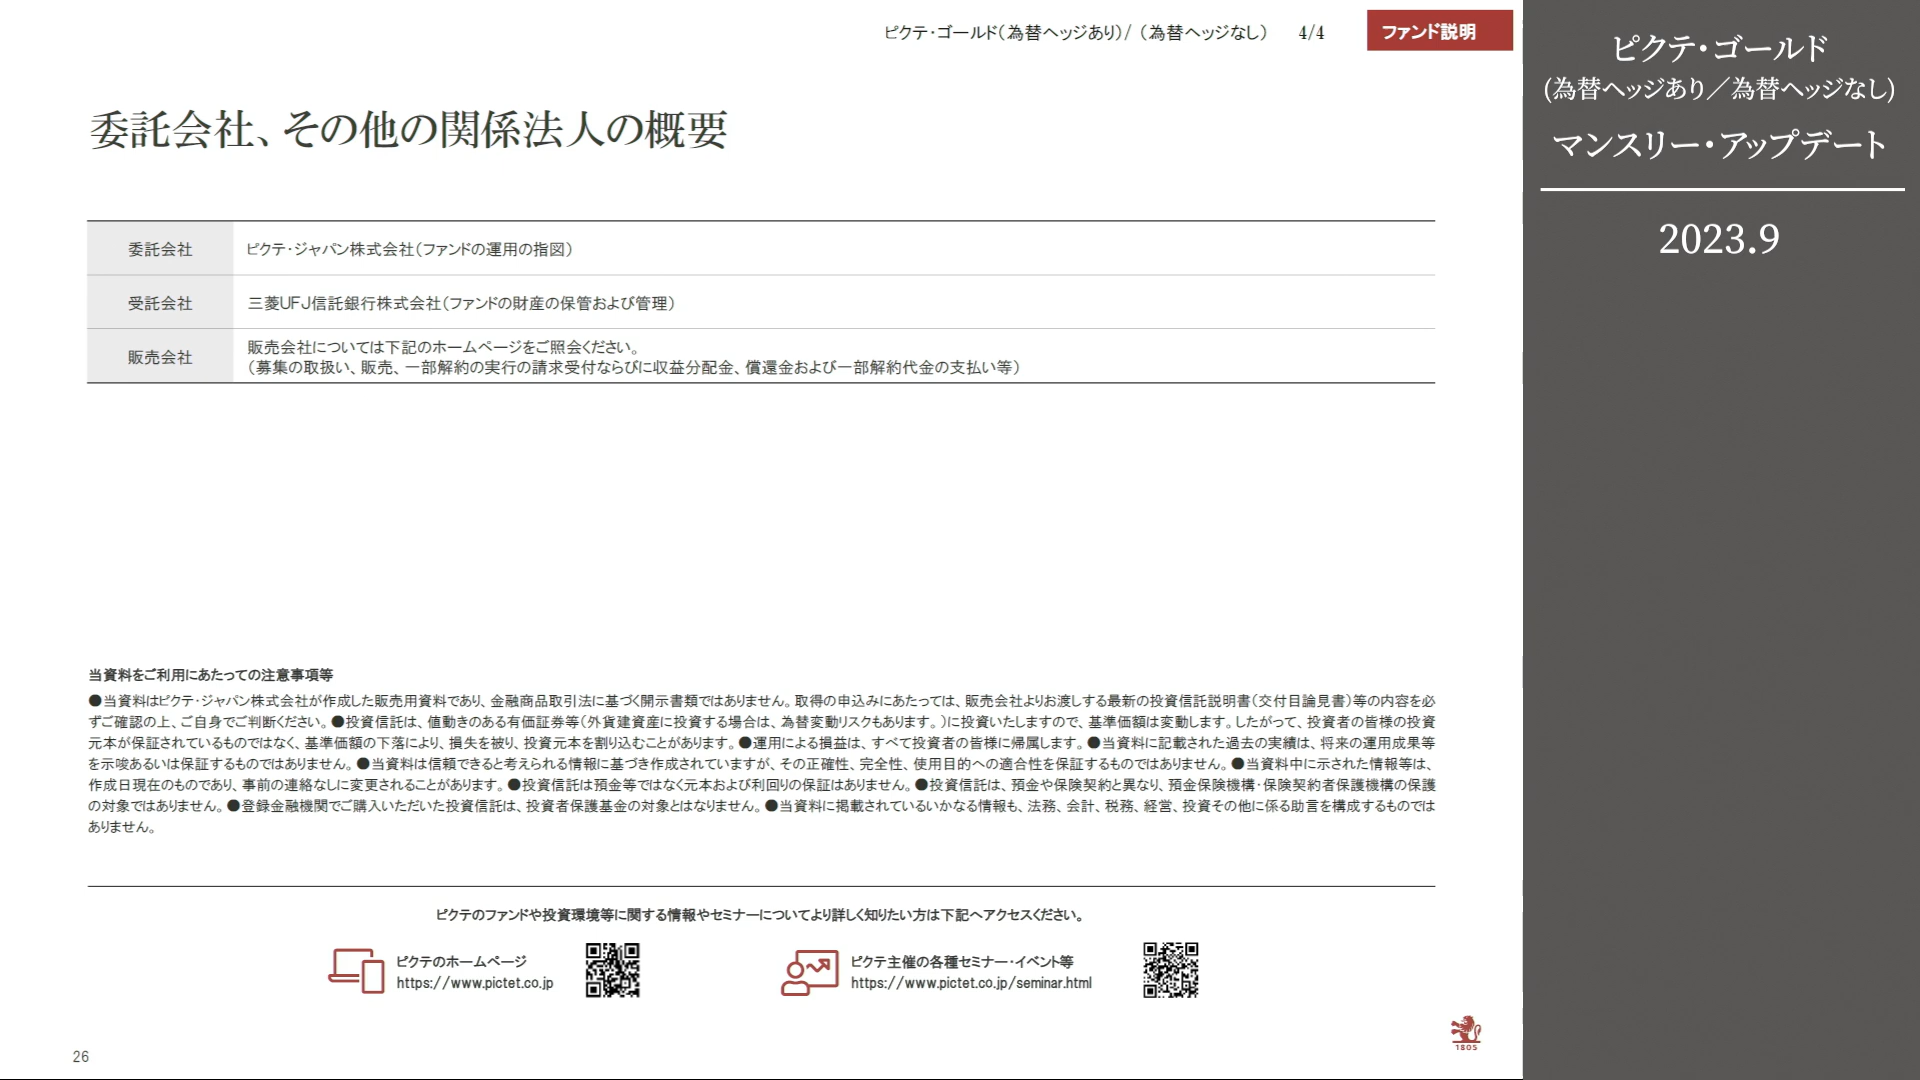 ピクテ・ゴールド（為替ヘッジあり）/（為替ヘッジなし） 4/4
ファンド説明
委託会社、その他の関係法人の概要
委託会社 ピクテ・ジャパン株式会社（ファンドの運用の指図）
受託会社 三菱UFJ信託銀行株式会社（ファンドの財産の保管および管理）
販売会社 販売会社については下記のホームページをご照会ください。
（募集の取扱い、販売、一部解約の実行の請求受付ならびに収益分配金、償還金および一部解約代金の支払い等）
当資料をご利用にあたっての注意事項等
●当資料はピクテ・ジャパン株式会社が作成した販売用資料であり、金融商品取引法に基づく開示書類ではありません。取得の申込みにあたっては、販売会社よりお渡しする最新の投資信託説明書（交付目論見書）等の内容を必
ずご確認の上、ご自身でご判断ください。●投資信託は、値動きのある有価証券等（外貨建資産に投資する場合は、為替変動リスクもあります。）に投資いたしますので、基準価額は変動します。したがって、投資者の皆様の投資
元本が保証されているものではなく、基準価額の下落により、損失を被り、投資元本を割り込むことがあります。●運用による損益は、すべて投資者の皆様に帰属します。●当資料に記載された過去の実績は、将来の運用成果等
を示唆あるいは保証するものではありません。●当資料は信頼できると考えられる情報に基づき作成されていますが、その正確性、完全性、使用目的への適合性を保証するものではありません。●当資料中に示された情報等は、
作成日現在のものであり、事前の連絡なしに変更されることがあります。●投資信託は預金等ではなく元本および利回りの保証はありません。●投資信託は、預金や保険契約と異なり、預金保険機構・保険契約者保護機構の保護
の対象ではありません。●登録金融機関でご購入いただいた投資信託は、投資者保護基金の対象とはなりません。●当資料に掲載されているいかなる情報も、法務、会計、税務、経営、投資その他に係る助言を構成するものでは
ありません。
ピクテのファンドや投資環境等に関する情報やセミナーについてより詳しく知りたい方は下記へアクセスください。
ピクテのホームページ
https://www.pictet.co.jp
ピクテ主催の各種セミナー・イベント等
https://www.pictet.co.jp/seminar.html
1805
26
ピクテ・ゴールド
(為替ヘッジあり／為替ヘッジなし)
マンスリー・アップデート
2023.9